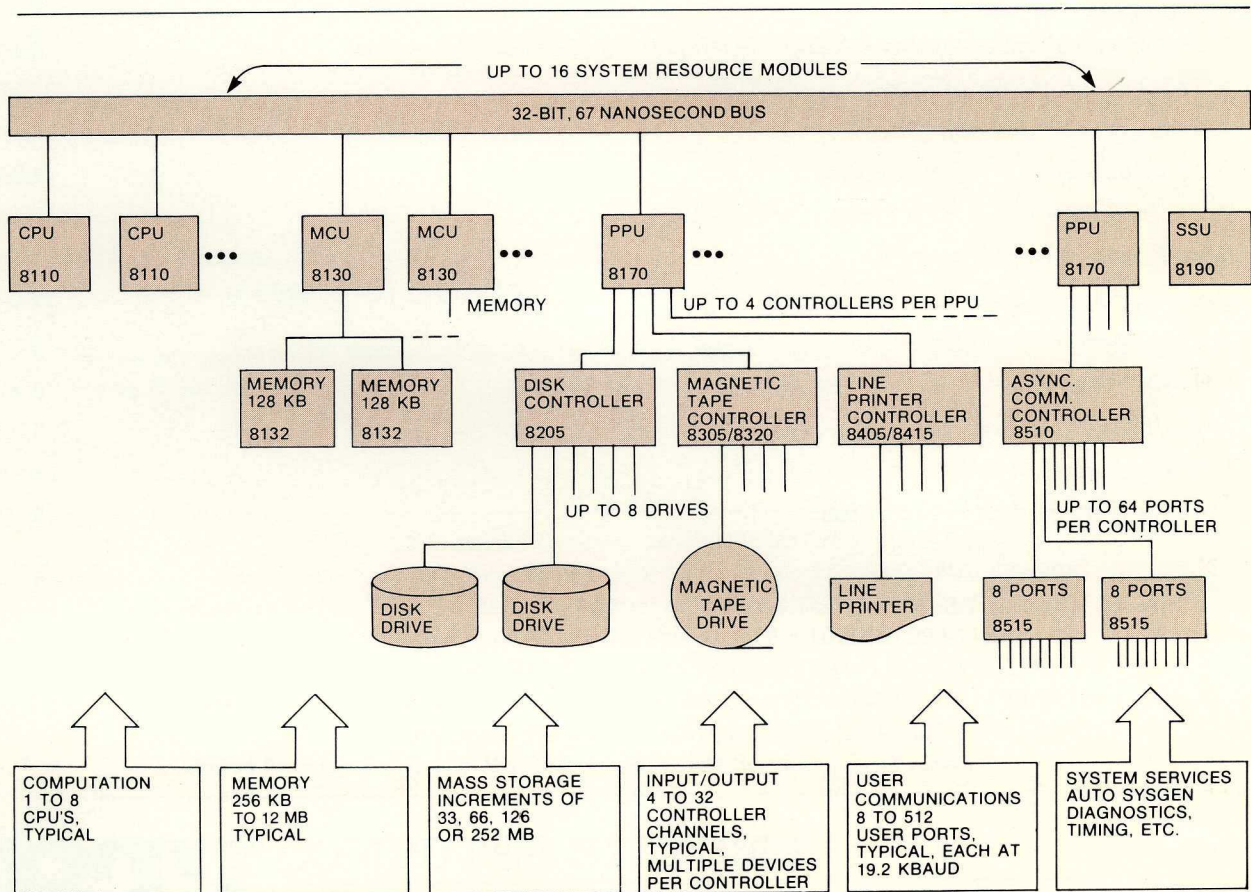 UP TO 16 SYSTEM RESOURCE MODULES
32-BIT, 67 NANOSECOND BUS
CPU
8110
CPU
8110
MCU
8130
MCU
8130
PPU
8170
PPU
8170
SSU
8190
MEMORY
UP TO 4 CONTROLLERS PER PPU
MEMORY
128 KB
8132
MEMORY
128 KB
8132
DISK
CONTROLLER
8205
MAGNETIC
TAPE
CONTROLLER
8305/8320
LINE
PRINTER
CONTROLLER
8405/8415
ASYNC.
COMM.
CONTROLLER
8510
UP TO 8 DRIVES
UP TO 64 PORTS
PER CONTROLLER
DISK
DRIVE
DISK
DRIVE
MAGNETIC
TAPE
DRIVE
LINE
PRINTER
8 PORTS
8515
8 PORTS
8515
COMPUTATION
1 TO 8
CPU'S,
TYPICAL
MEMORY
256 KB
TO 12 MB
TYPICAL
MASS STORAGE
INCREMENTS OF
33, 66, 126
OR 252 MB
INPUT/OUTPUT
4 TO 32
CONTROLLER
CHANNELS,
TYPICAL,
MULTIPLE DEVICES
PER CONTROLLER
USER
COMMUNICATIONS
8 TO 512
USER PORTS,
TYPICAL, EACH AT
19.2 KBAUD
SYSTEM SERVICES
AUTO SYSGEN
DIAGNOSTICS,
TIMING, ETC.